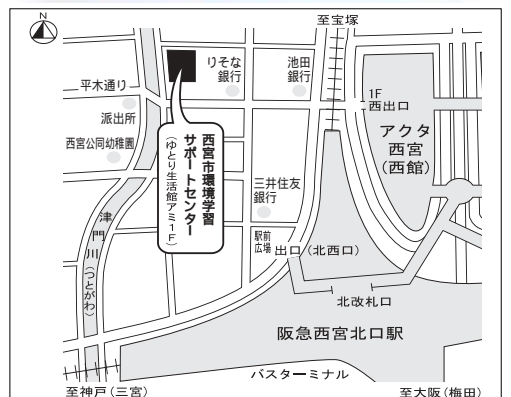 N
至宝塚
りそな
銀行
池田
銀行
平木通り
派出所
西宮公同幼稚園
1F
西出口
アクタ
西宮
(西館)
西宮市環境学習
サポートセンター
(ゆとり生活館アミ1F)
三井住友
銀行
津門川(つとがわ)
駅前
広場
出口(北西口)
北改札口
阪急西宮北口駅
バスターミナル
至神戸(三宮)
至大阪(梅田)